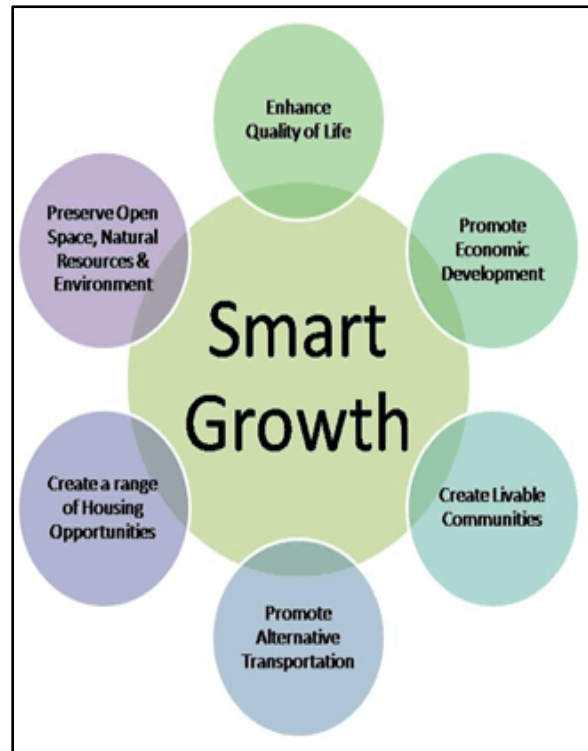 Enhance
Quality of Life
Promote
Economic
Development
Create Livable
Communities
Promote
Alternative
Transportation
Create a range
of Housing
Opportunities
Preserve Open
Space, Natural
Resources &
Environment
Smart
Growth